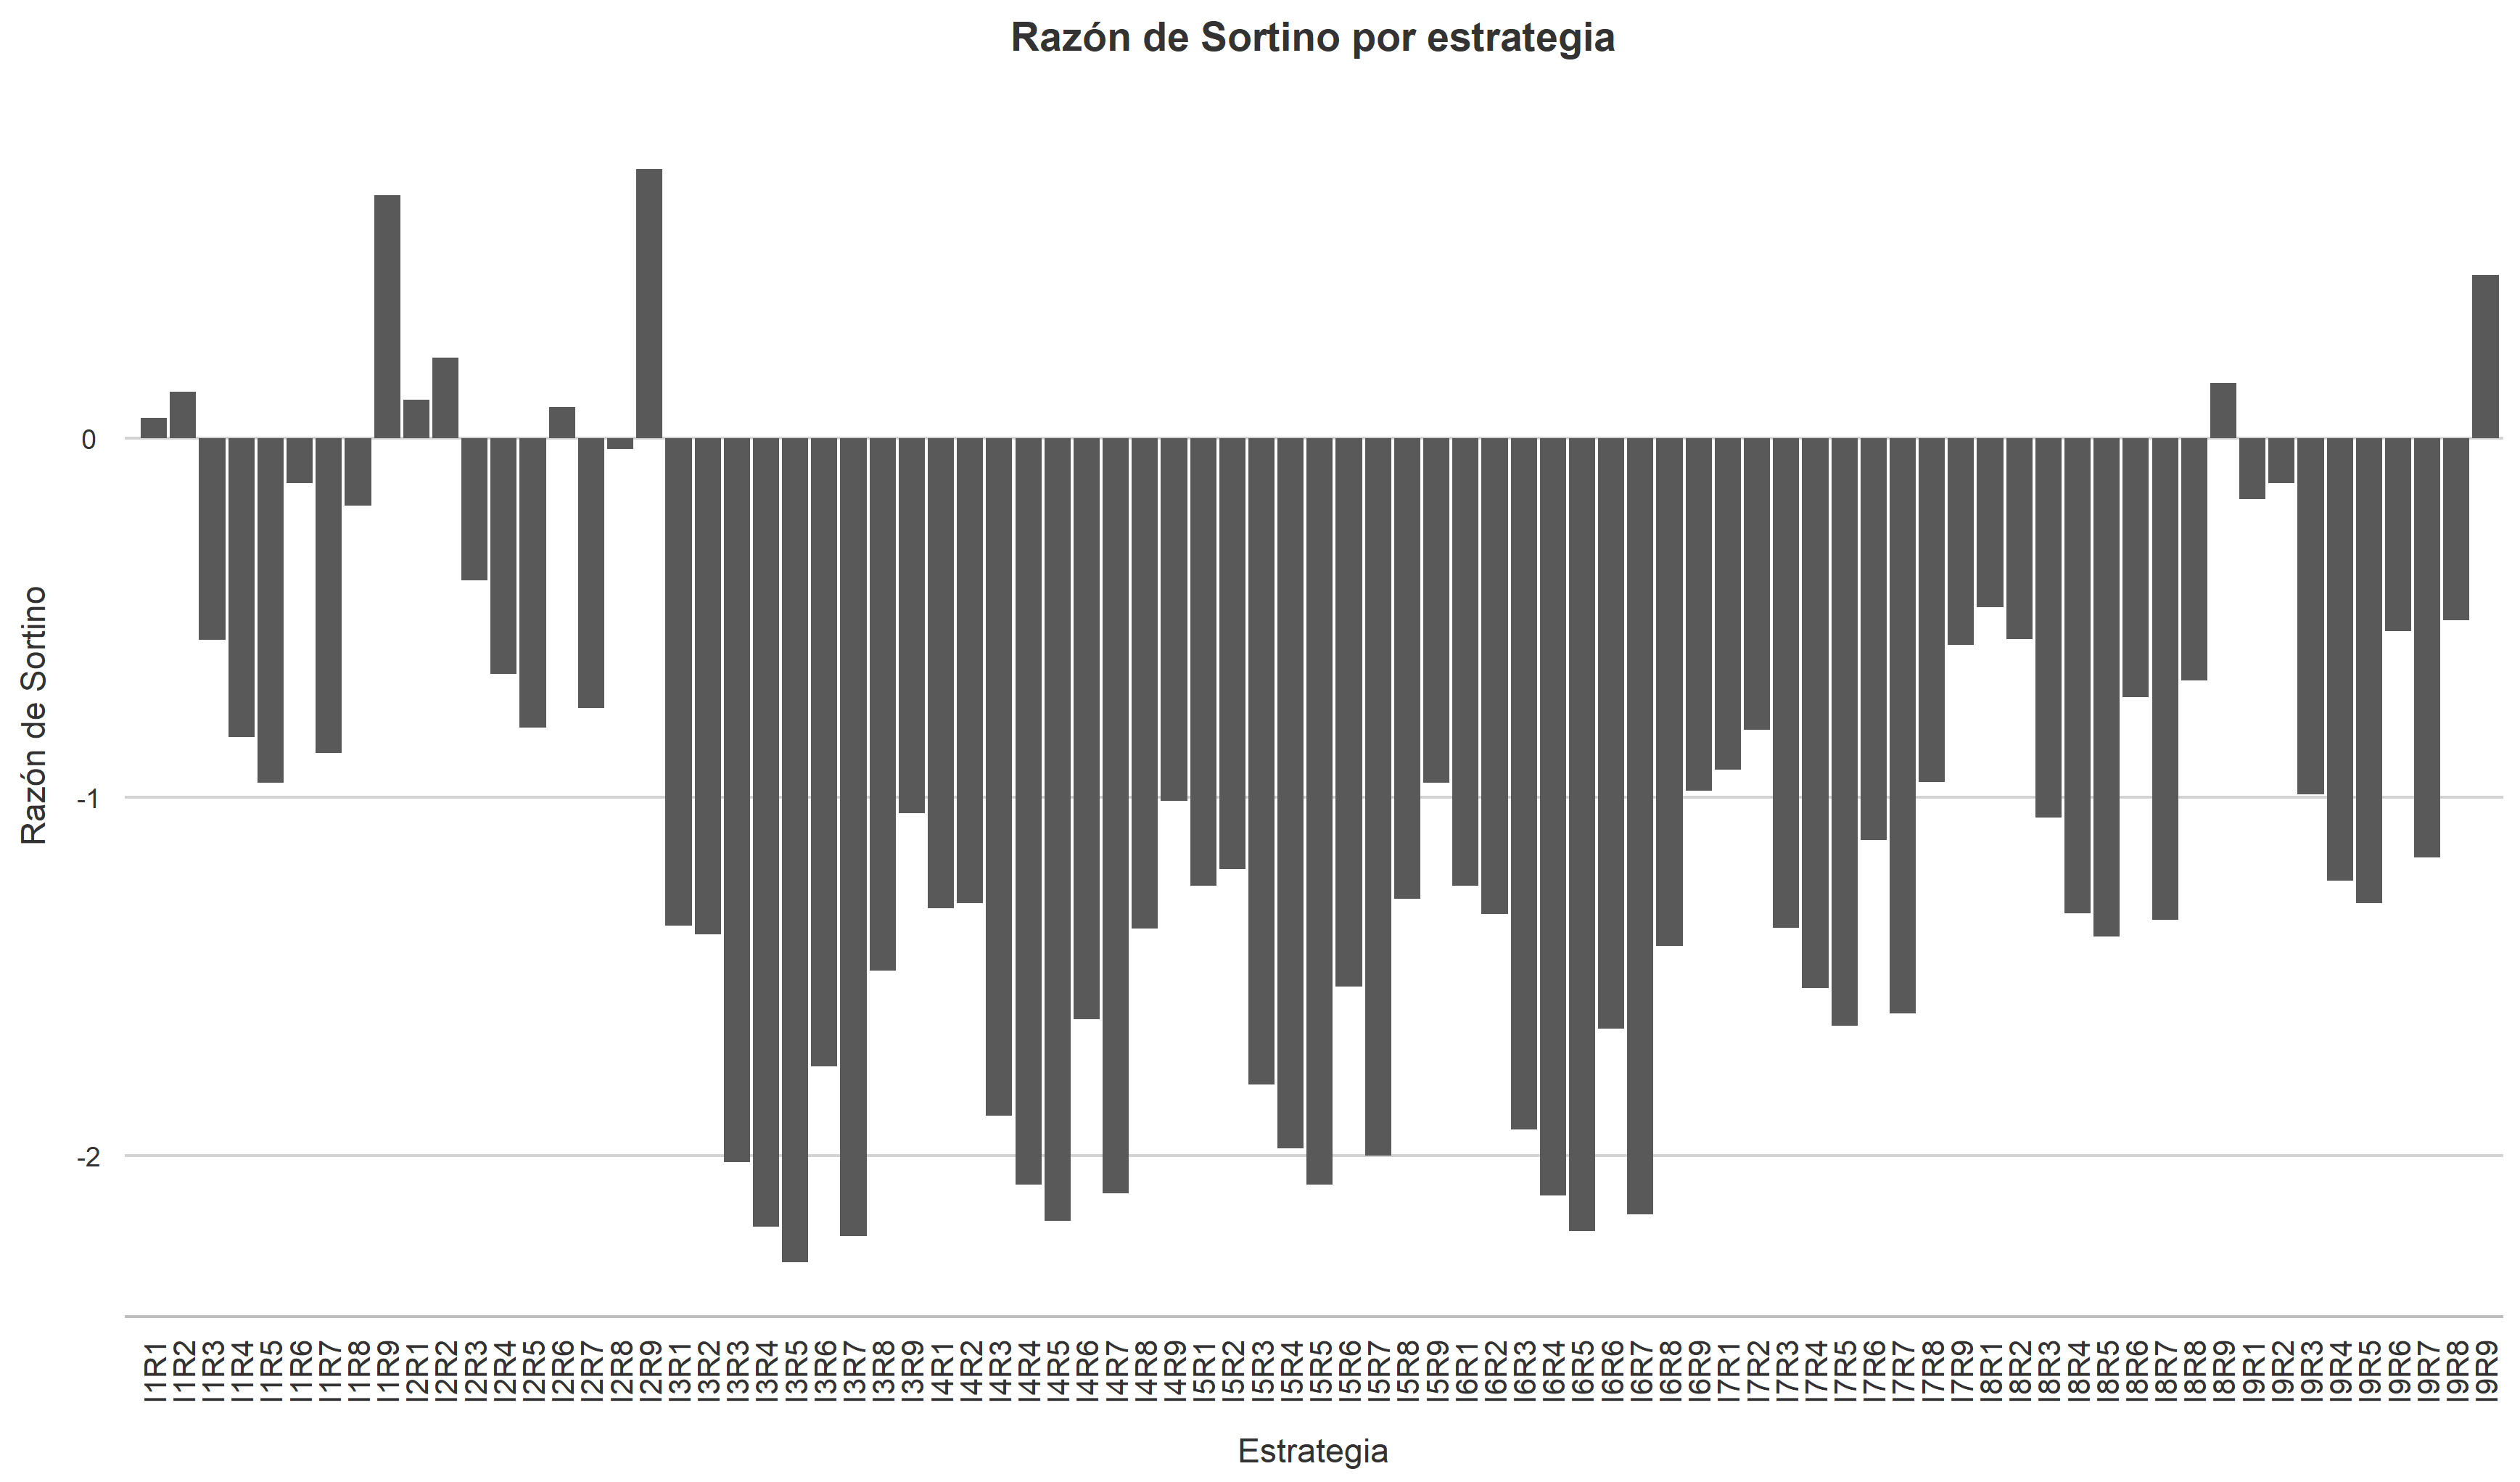 Razón de Sortino por estrategia
Razón de Sortino
0
-1
-2
I1R1
I1R2
I1R3
I1R4
I1R5
I1R6
I1R7
I1R8
I1R9
I2R1
I2R2
I2R3
I2R4
I2R5
I2R6
I2R7
I2R8
I2R9
I3R1
I3R2
I3R3
I3R4
I3R5
I3R6
I3R7
I3R8
I3R9
I4R1
I4R2
I4R3
I4R4
I4R5
I4R6
I4R7
I4R8
I4R9
I5R1
I5R2
I5R3
I5R4
I5R5
I5R6
I5R7
I5R8
I5R9
I6R1
I6R2
I6R3
I6R4
I6R5
I6R6
I6R7
I6R8
I6R9
I7R1
I7R2
I7R3
I7R4
I7R5
I7R6
I7R7
I7R8
I7R9
I8R1
I8R2
I8R3
I8R4
I8R5
I8R6
I8R7
I8R8
I8R9
I9R1
I9R2
I9R3
I9R4
I9R5
I9R6
I9R7
I9R8
I9R9
Estrategia